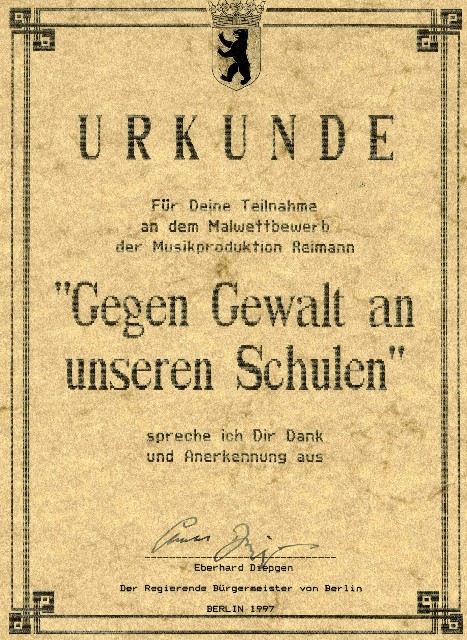 URKUNDE
Für Deine Teilnahme
an dem Malwettbewerb
der Musikproduktion Reimann
"Gegen Gewalt an
unseren Schulen"
spreche ich Dir Dank
und Anerkennung aus
Eberhard Diepgen
Der Regierende Bürgermeister von Berlin
BERLIN 1997